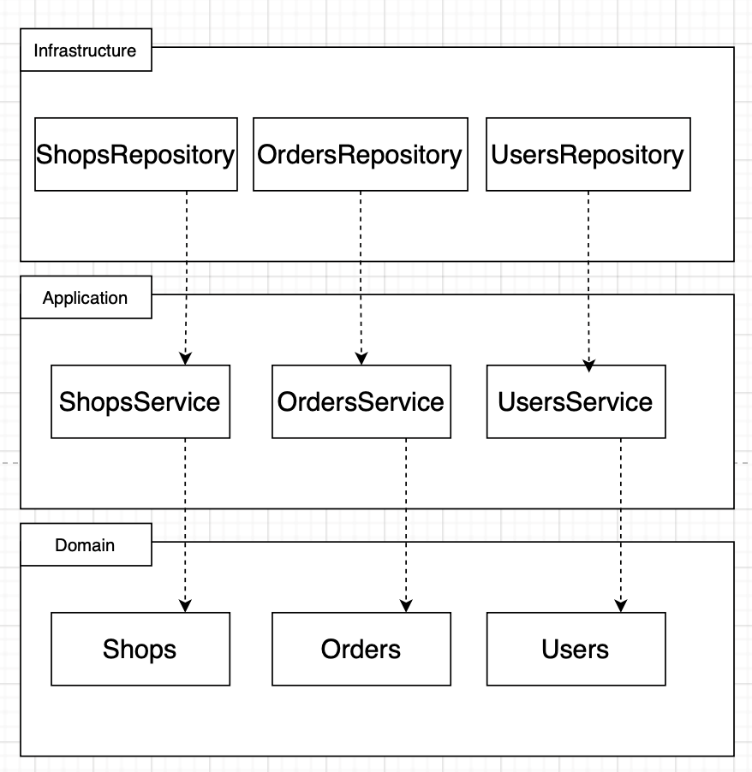 Infrastructure
ShopsRepository
OrdersRepository
UsersRepository
Application
ShopsService
OrdersService
UsersService
Domain
Shops
Orders
Users